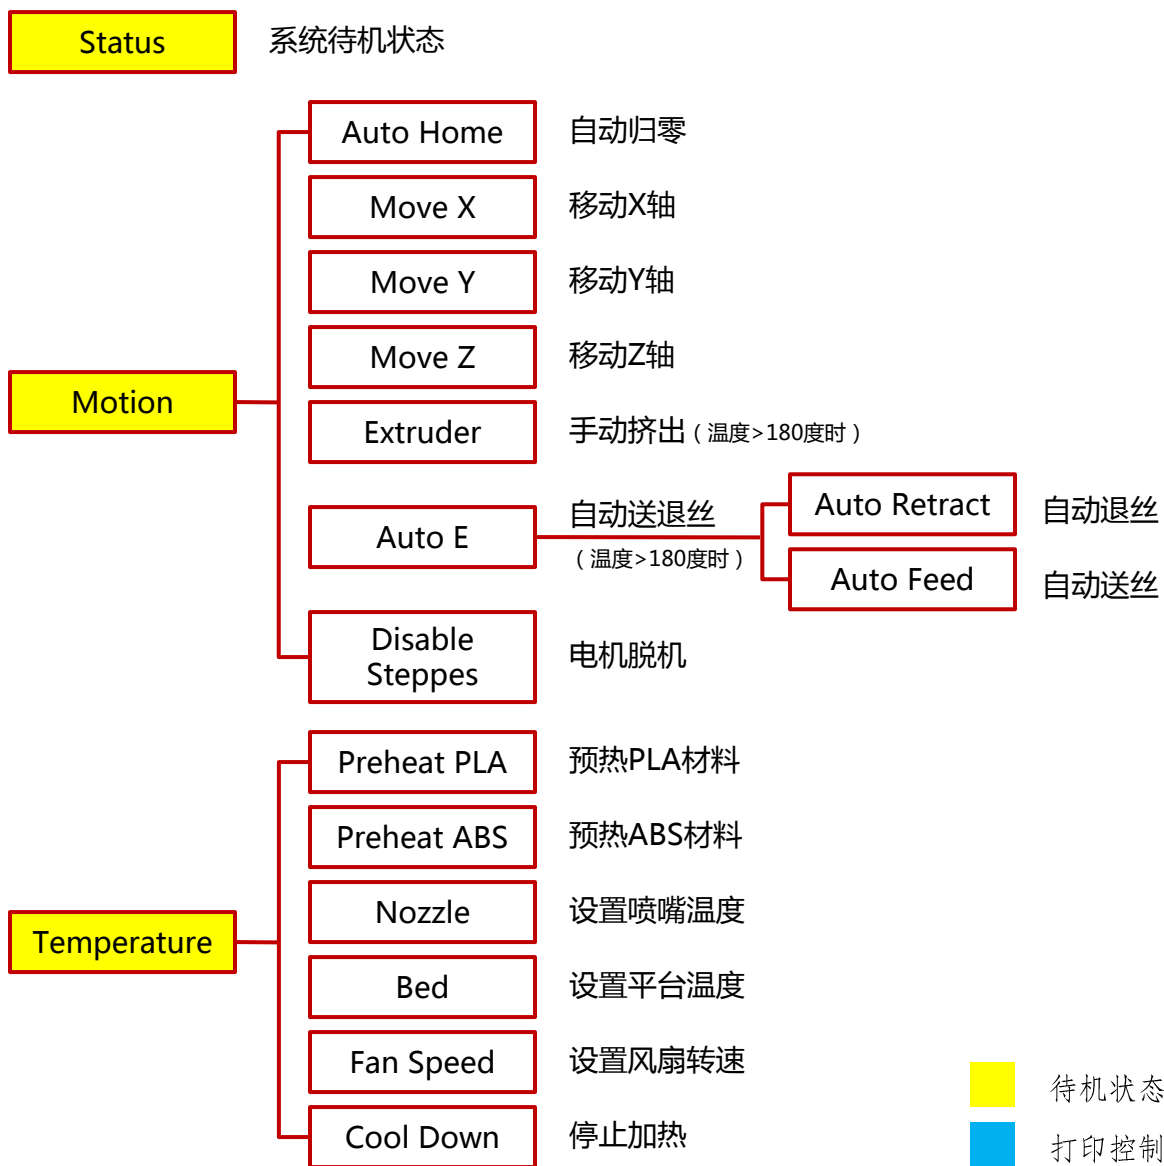 Status 系统待机状态
Auto Home 自动归零
Move X 移动X轴
Move Y 移动Y轴
Move Z 移动Z轴
Motion
Extruder 手动挤出(温度>180度时)
Auto E 自动送退丝
(温度>180度时)
Auto Retract 自动退丝
Auto Feed 自动送丝
Disable
Steppes
电机脱机
Preheat PLA 预热PLA材料
Preheat ABS 预热ABS材料
Nozzle 设置喷嘴温度
Temperature
Bed 设置平台温度
Fan Speed 设置风扇转速
Cool Down 停止加热
待机状态
打印控制